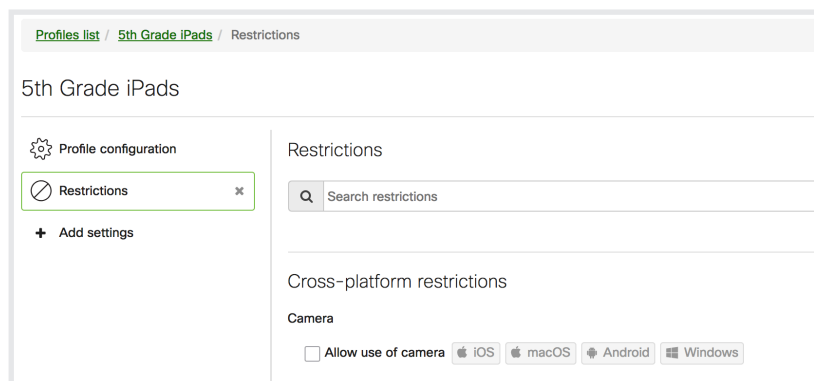 Profiles list / 5th Grade iPads / Restrictions
5th Grade iPads
Profile configuration
Restrictions
Add settings
Restrictions
Search restrictions
Cross-platform restrictions
Camera
Allow use of camera iOS macOS Android Windows